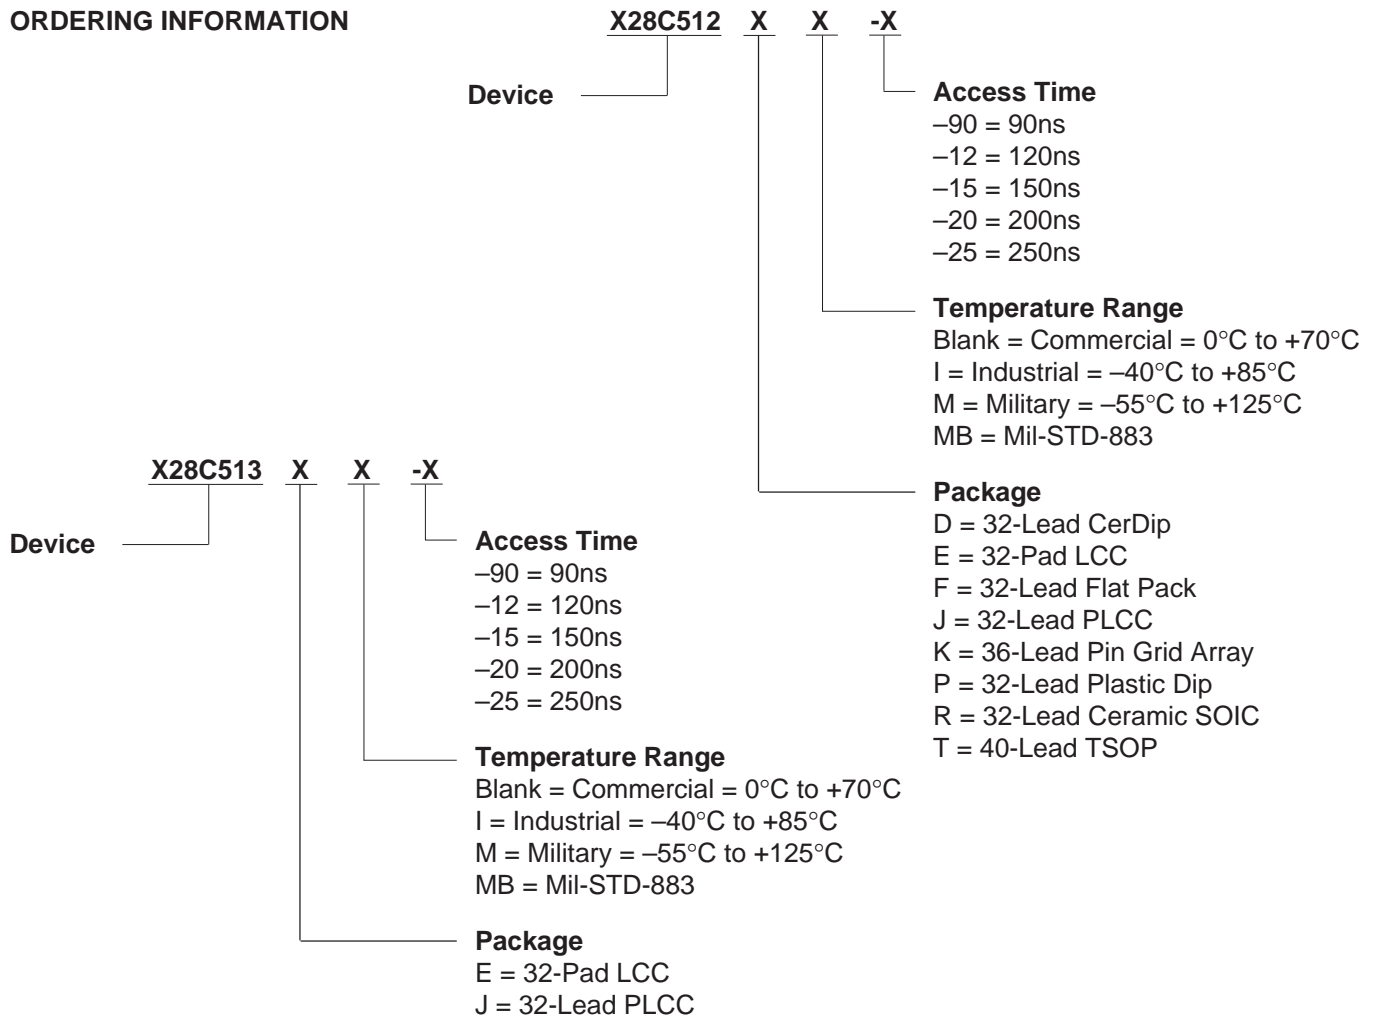 ORDERING INFORMATION
X28C512 X X -X
Device
Access Time
–90 = 90ns
–12 = 120ns
–15 = 150ns
–20 = 200ns
–25 = 250ns
Temperature Range
Blank = Commercial = 0°C to +70°C
I = Industrial = –40°C to +85°C
M = Military = –55°C to +125°C
MB = Mil-STD-883
Package
D = 32-Lead CerDip
E = 32-Pad LCC
F = 32-Lead Flat Pack
J = 32-Lead PLCC
K = 36-Lead Pin Grid Array
P = 32-Lead Plastic Dip
R = 32-Lead Ceramic SOIC
T = 40-Lead TSOP
X28C513 X X -X
Device
Access Time
–90 = 90ns
–12 = 120ns
–15 = 150ns
–20 = 200ns
–25 = 250ns
Temperature Range
Blank = Commercial = 0°C to +70°C
I = Industrial = –40°C to +85°C
M = Military = –55°C to +125°C
MB = Mil-STD-883
Package
E = 32-Pad LCC
J = 32-Lead PLCC